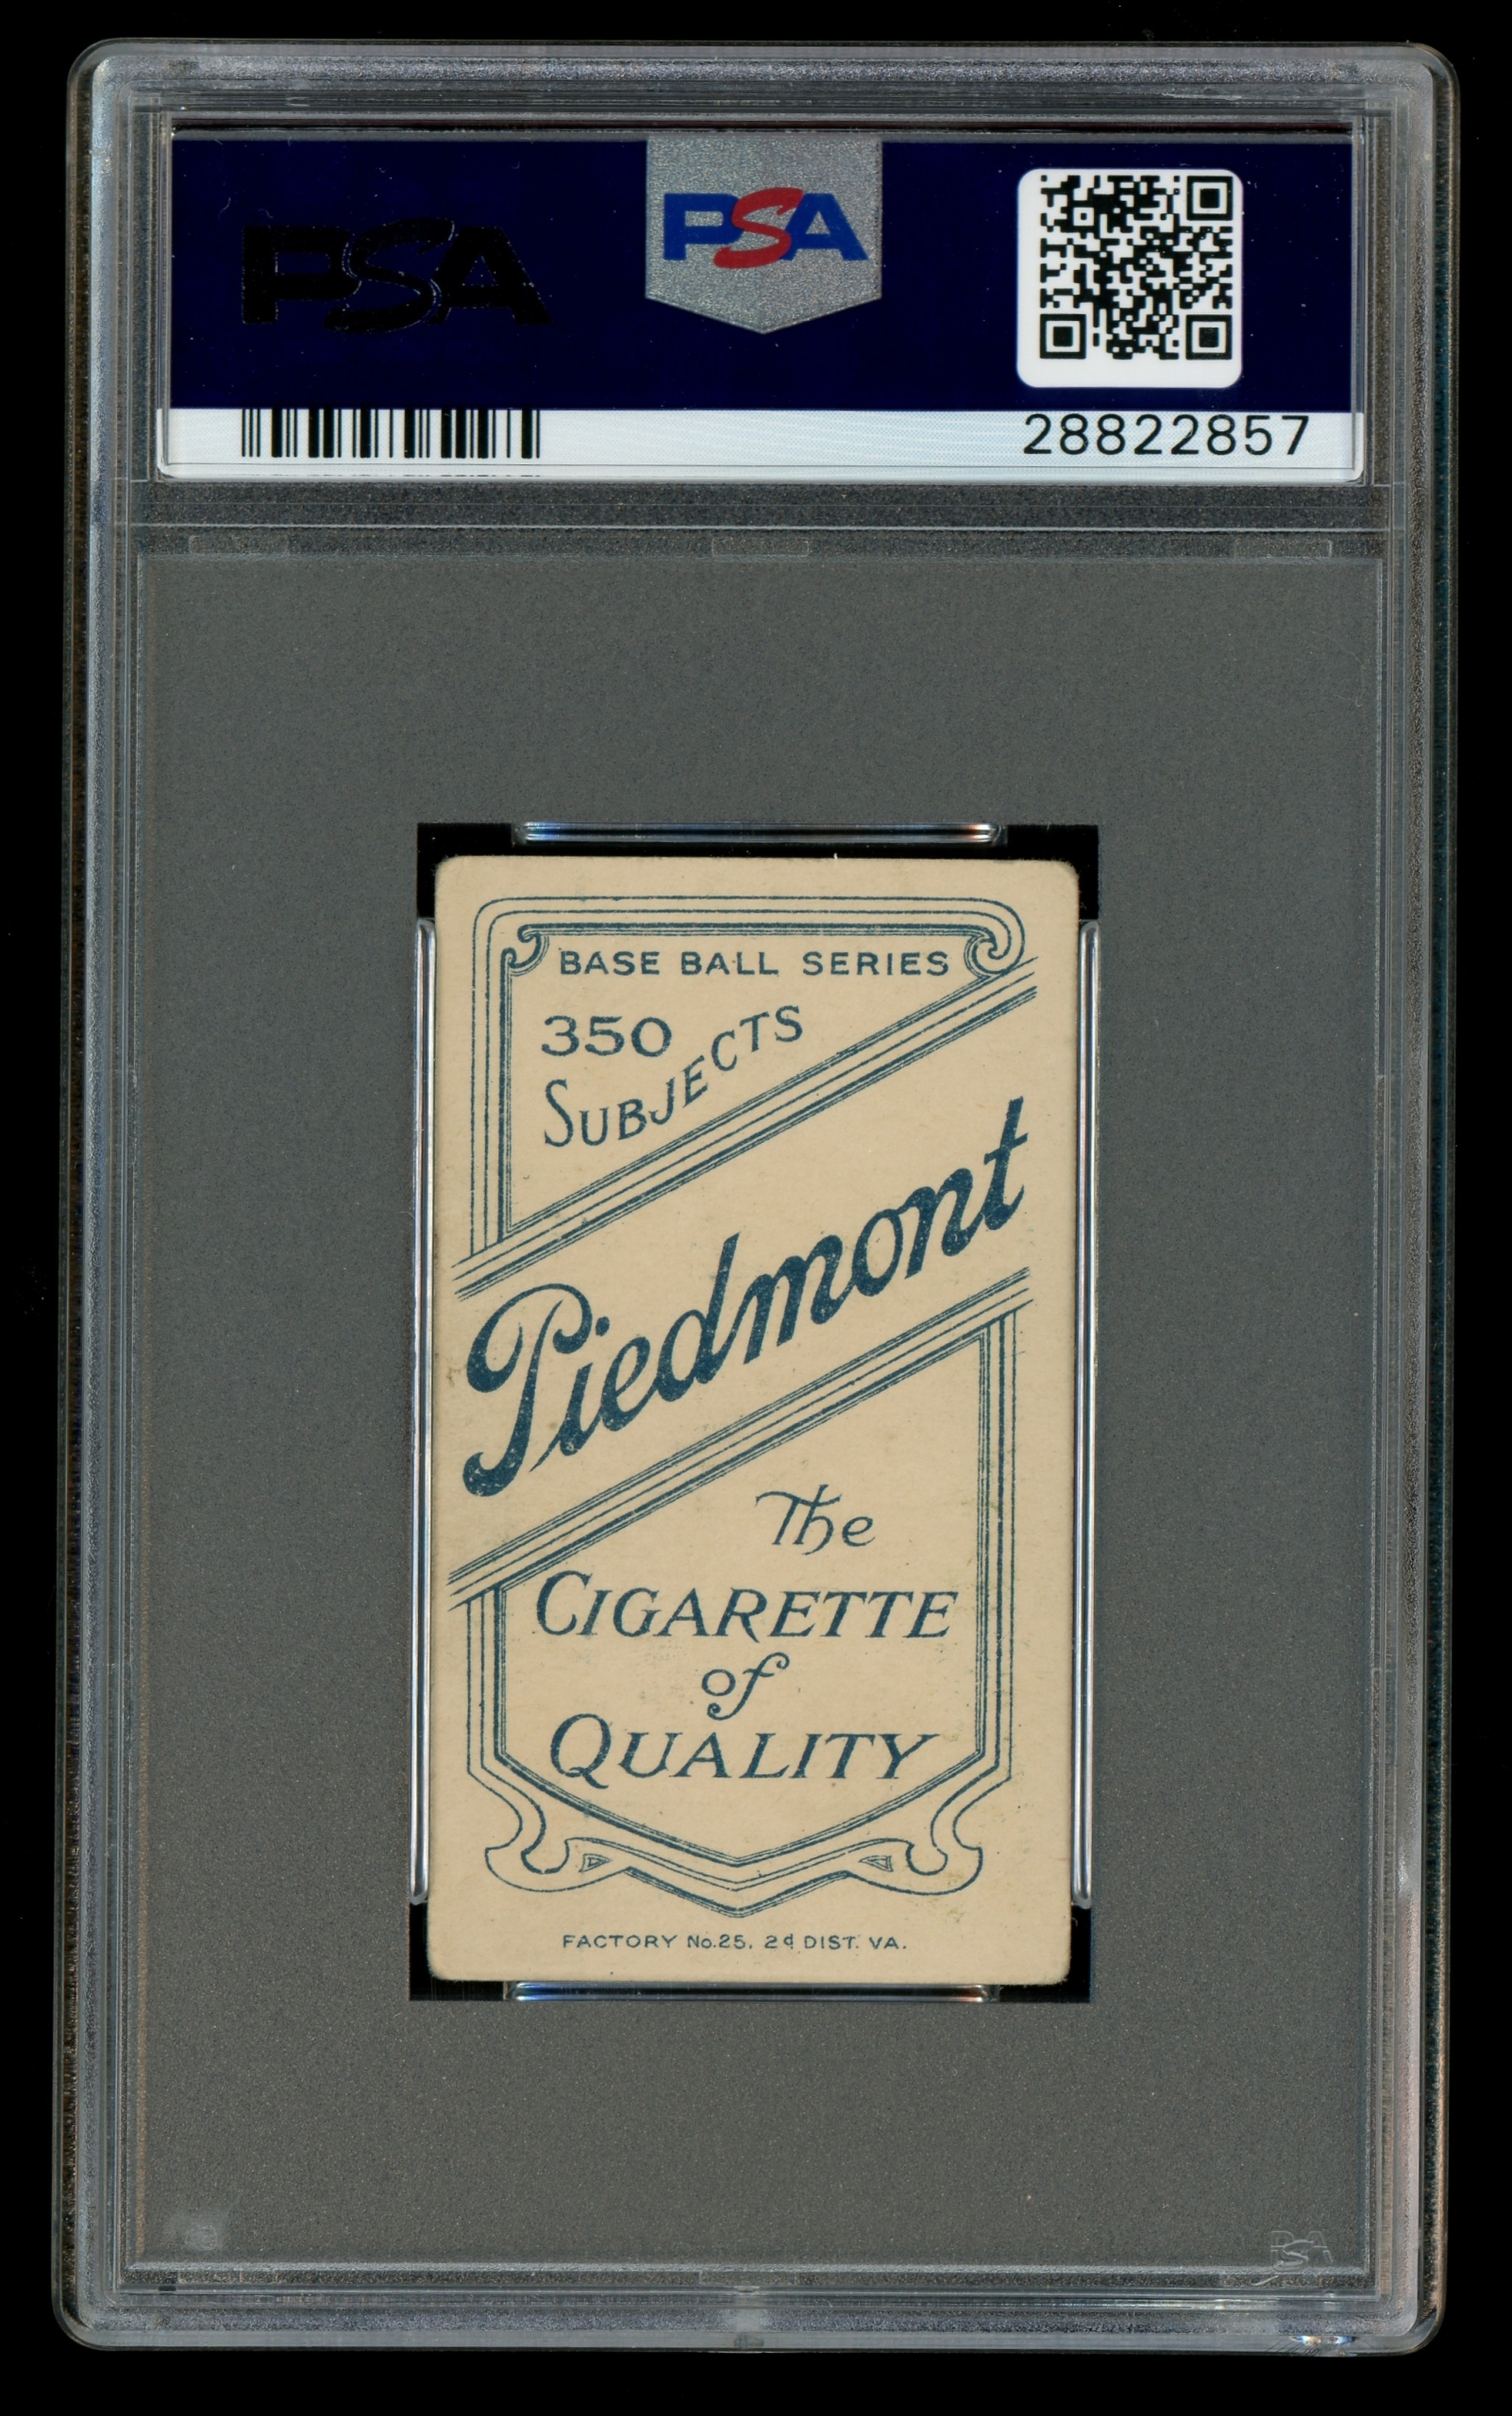 PSA
PSA
28822857
BASE BALL SERIES
350
SUBJECTS
Piedmont
The
CIGARETTE
of
QUALITY
FACTORY No.25, 2d DIST. VA.
PSA